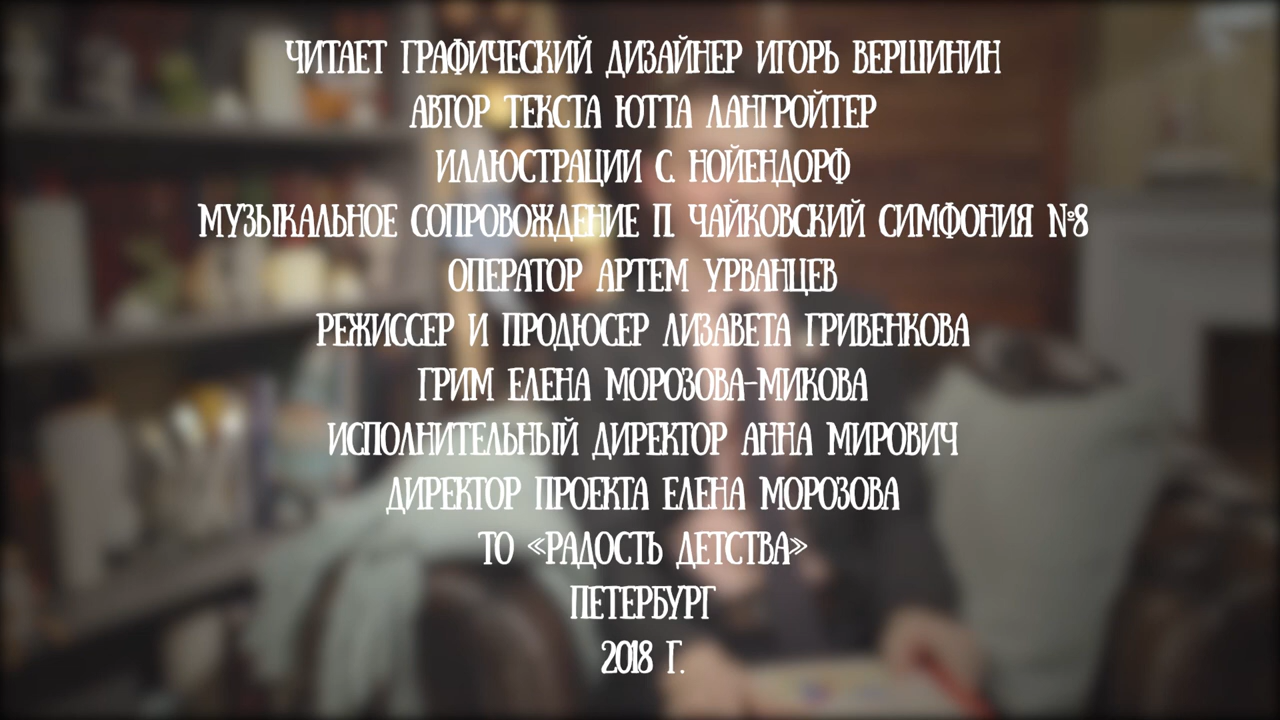 ЧИТАЕТ ГРАФИЧЕСКИЙ ДИЗАЙНЕР ИГОРЬ ВЕРШИНИН
АВТОР ТЕКСТА ЮТТА ЛАНГРОЙТЕР
ИЛЛЮСТРАЦИИ С. НОЙЕНДОРФ
МУЗЫКАЛЬНОЕ СОПРОВОЖДЕНИЕ П. ЧАЙКОВСКИЙ СИМФОНИЯ №8
ОПЕРАТОР АРТЕМ УРВАНЦЕВ
РЕЖИССЕР И ПРОДЮСЕР ЛИЗАВЕТА ГРИВЕНКОВА
ГРИМ ЕЛЕНА МОРОЗОВА-МИКОВА
ИСПОЛНИТЕЛЬНЫЙ ДИРЕКТОР АННА МИРОВИЧ
ДИРЕКТОР ПРОЕКТА ЕЛЕНА МОРОЗОВА
ТО «РАДОСТЬ ДЕТСТВА»
ПЕТЕРБУРГ
2018 Г.